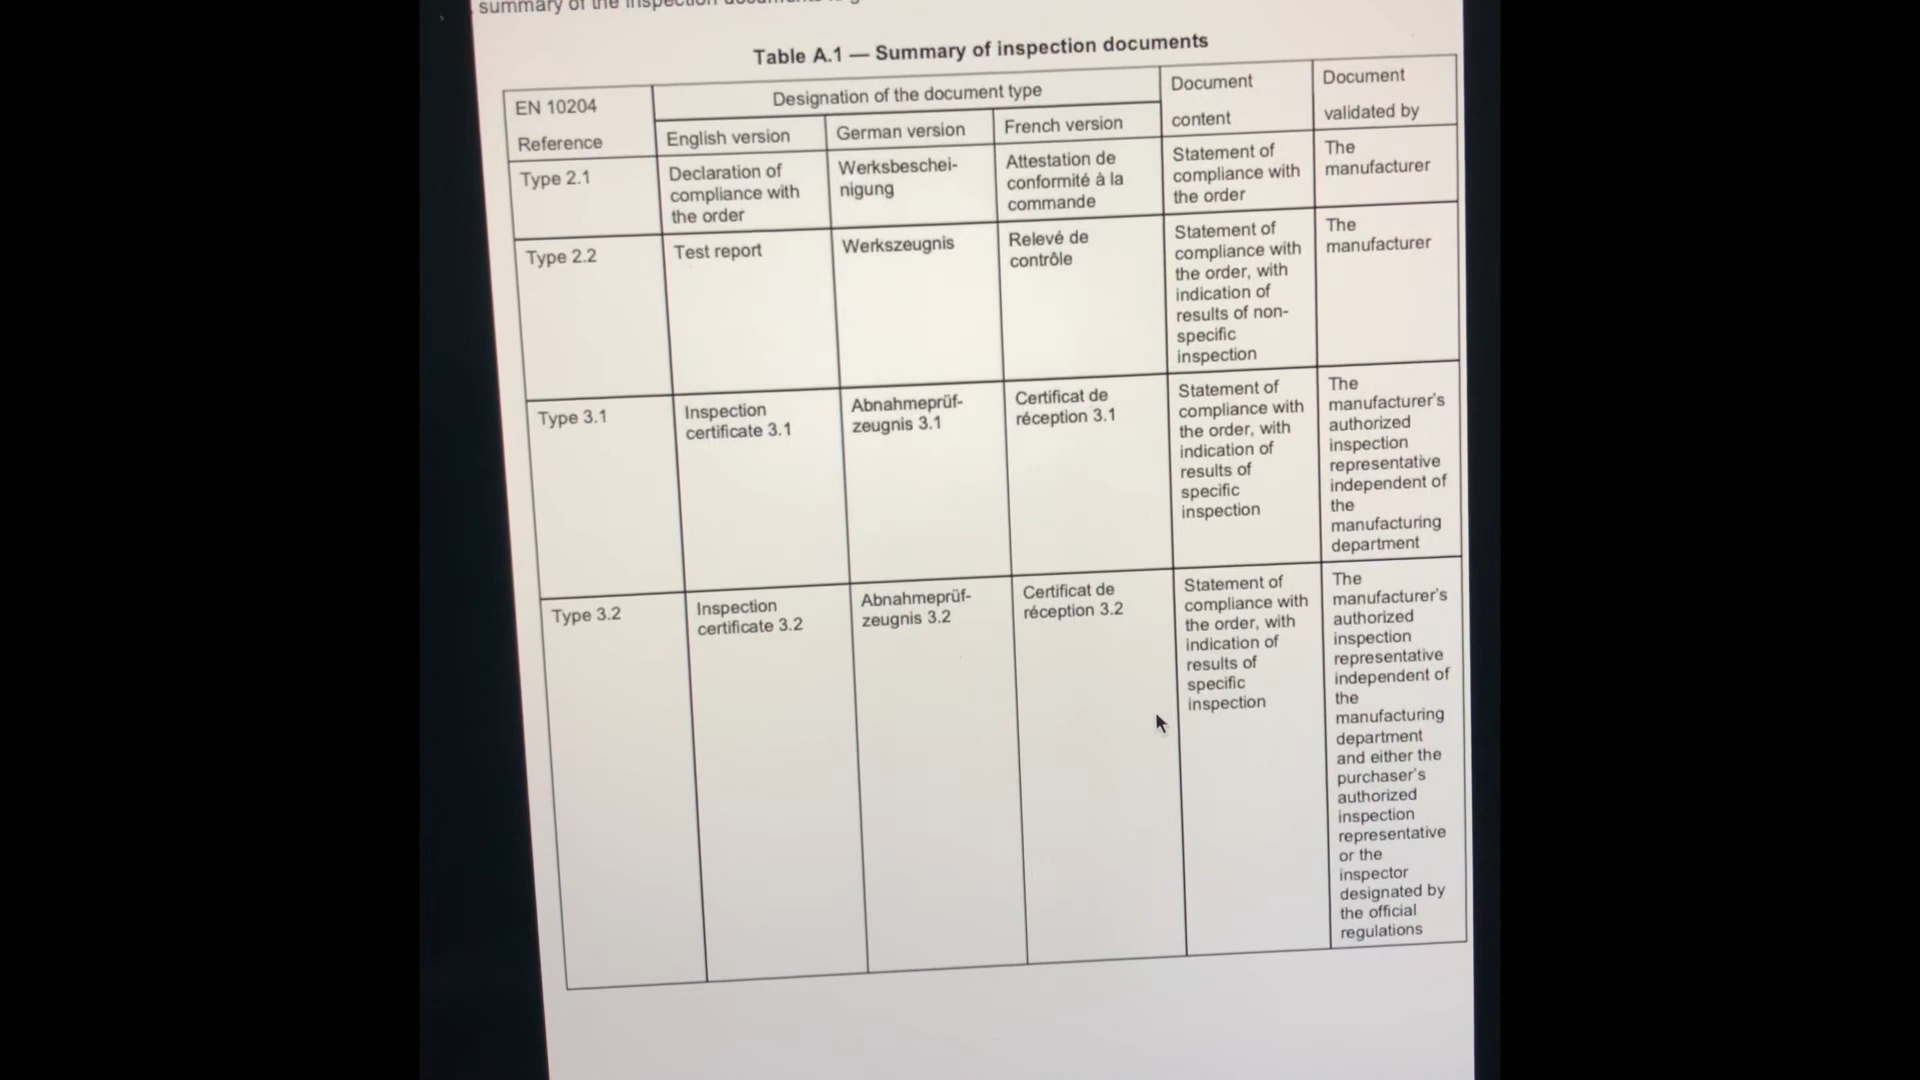 summary of the inspection documents
Table A.1 — Summary of inspection documents
EN 10204
Reference
Designation of the document type
Document
content
Document
validated by
English version
German version
French version
Type 2.1
Declaration of
compliance with
the order
Werksbeschei-
nigung
Attestation de
conformité à la
commande
Statement of
compliance with
the order
The
manufacturer
Type 2.2
Test report
Werkszeugnis
Relevé de
contrôle
Statement of
compliance with
the order, with
indication of
results of non-
specific
inspection
The
manufacturer
Type 3.1
Inspection
certificate 3.1
Abnahmeprüf-
zeugnis 3.1
Certificat de
réception 3.1
Statement of
compliance with
the order, with
indication of
results of
specific
inspection
The
manufacturer's
authorized
inspection
representative
independent of
the
manufacturing
department
Type 3.2
Inspection
certificate 3.2
Abnahmeprüf-
zeugnis 3.2
Certificat de
réception 3.2
Statement of
compliance with
the order, with
indication of
results of
specific
inspection
The
manufacturer's
authorized
inspection
representative
independent of
the
manufacturing
department
and either the
purchaser's
authorized
inspection
representative
or the
inspector
designated by
the official
regulations